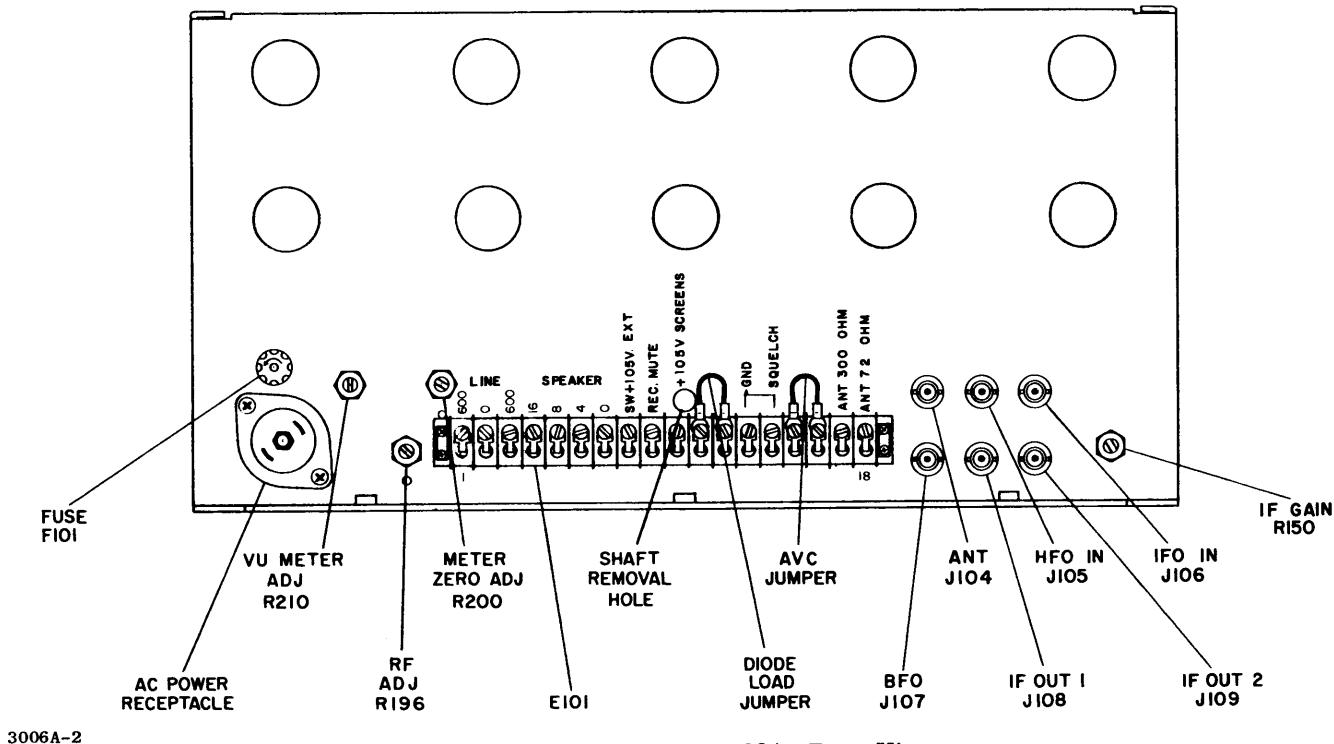 LINE
SPEAKER
0
600
0
600
16
8
4
0
SW+105V. EXT
REC. MUTE
+105V SCREENS
GND
SQUELCH
ANT 300 OHM
ANT 72 OHM
1
18
FUSE
F101
VU METER
ADJ
R210
METER
ZERO ADJ
R200
SHAFT
REMOVAL
HOLE
AVC
JUMPER
ANT
J104
HFO IN
J105
IFO IN
J106
IF GAIN
R150
AC POWER
RECEPTACLE
RF
ADJ
R196
E101
DIODE
LOAD
JUMPER
BFO
J107
IF OUT 1
J108
IF OUT 2
J109
3006A-2